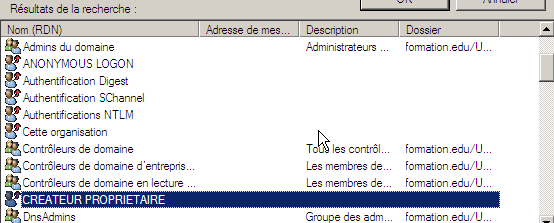 Résultats de la recherche :
Nom (RDN) Adresse de mes... Description Dossier
Admins du domaine Administrateurs ... formation.edu/U...
ANONYMOUS LOGON
Authentification Digest
Authentification SChannel
Authentifications NTLM
Cette organisation
Contrôleurs de domaine Tous les contrôl... formation.edu/U...
Contrôleurs de domaine d'entrepris... Les membres de... formation.edu/U...
Contrôleurs de domaine en lecture ... Les membres de... formation.edu/U...
CREATEUR PROPRIETAIRE
DnsAdmins Groupe des adm... formation.edu/U...